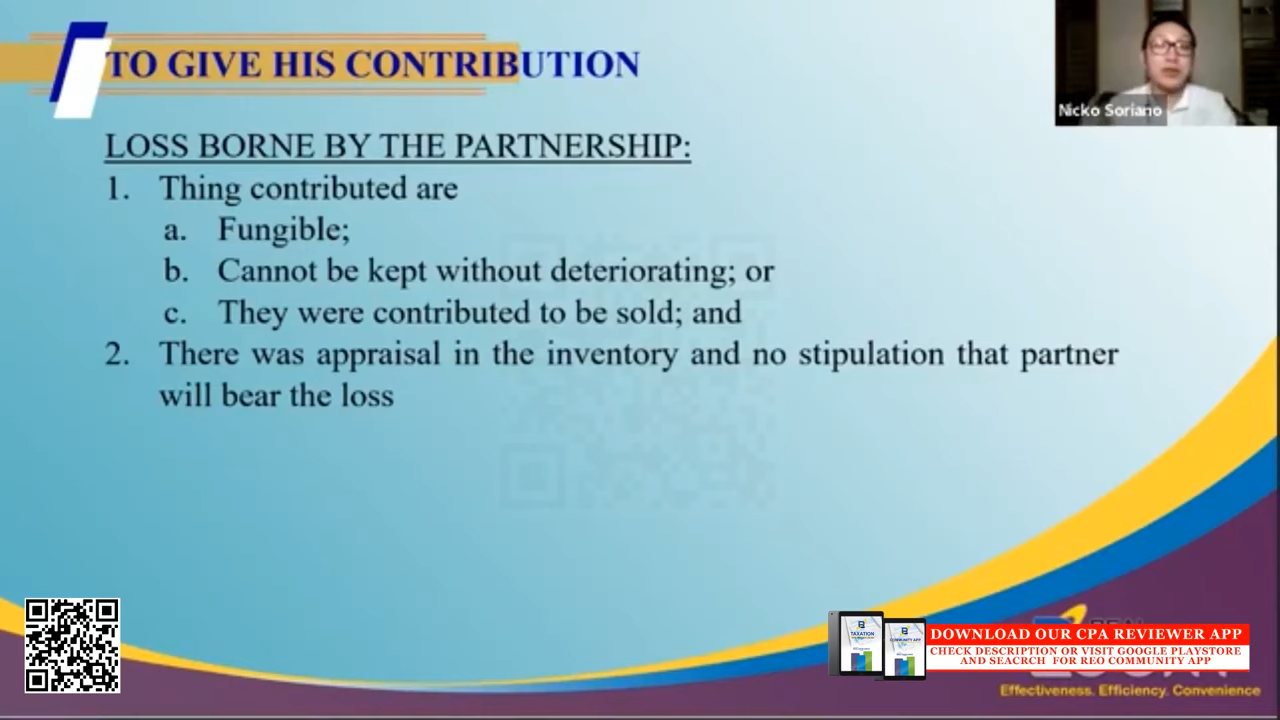 TO GIVE HIS CONTRIBUTION
Nicko Soriano
LOSS BORNE BY THE PARTNERSHIP:
1. Thing contributed are
a. Fungible;
b. Cannot be kept without deteriorating; or
c. They were contributed to be sold; and
2. There was appraisal in the inventory and no stipulation that partner
will bear the loss
TAXATION
COMMUNITY APP
DOWNLOAD OUR CPA REVIEWER APP
CHECK DESCRIPTION OR VISIT GOOGLE PLAYSTORE
AND SEACRCH FOR REO COMMUNITY APP
Effectiveness. Efficiency. Convenience